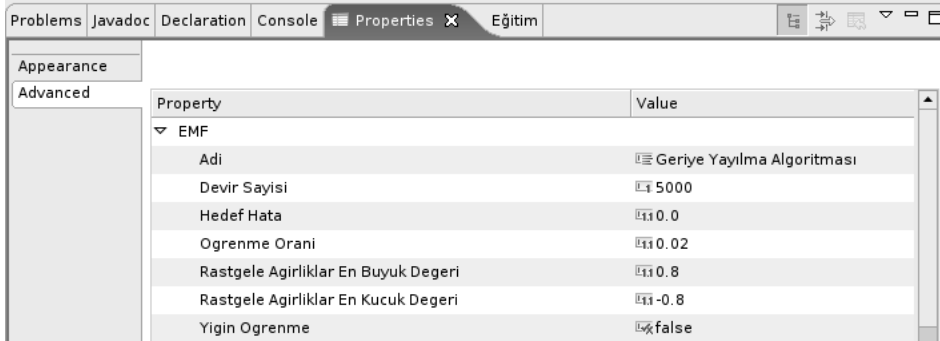 Problems Javadoc Declaration Console Properties Eğitim
Appearance
Advanced
Property Value
EMF
Adi Geriye Yayılma Algoritması
Devir Sayisi 5000
Hedef Hata 0.0
Ogrenme Orani 0.02
Rastgele Agirliklar En Buyuk Degeri 0.8
Rastgele Agirliklar En Kucuk Degeri -0.8
Yigin Ogrenme false